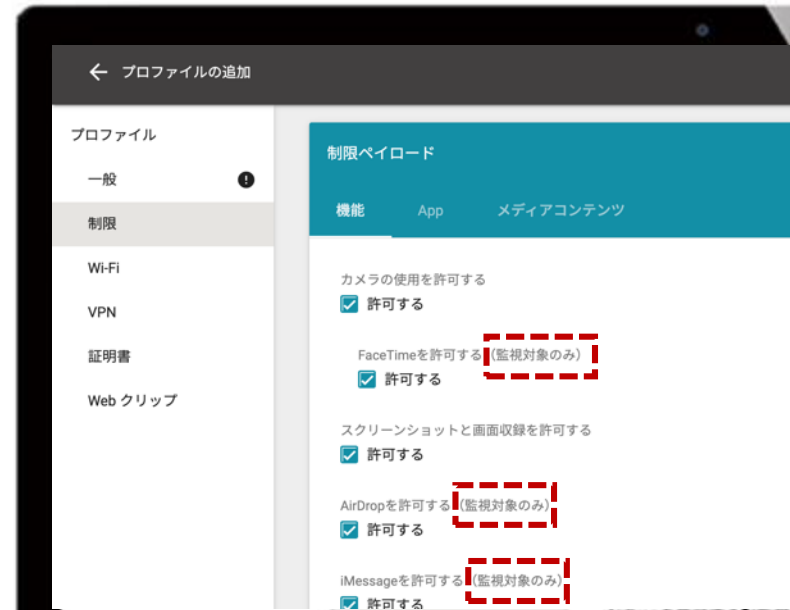 プロファイルの追加
プロファイル
一般
制限
Wi-Fi
VPN
証明書
Web クリップ
制限ペイロード
機能 App メディアコンテンツ
カメラの使用を許可する
許可する
FaceTimeを許可する（監視対象のみ）
許可する
スクリーンショットと画面収録を許可する
許可する
AirDropを許可する（監視対象のみ）
許可する
iMessageを許可する（監視対象のみ）
許可する